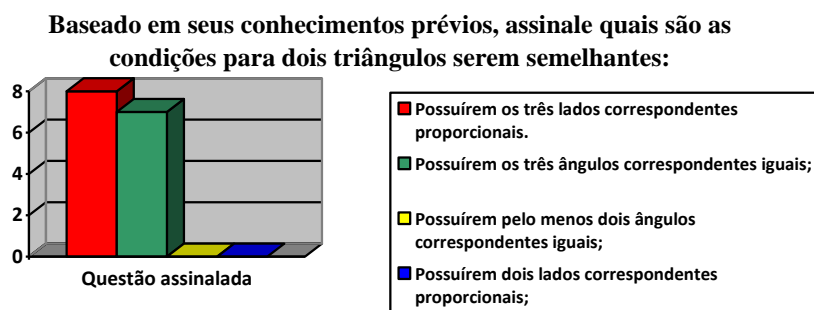 Baseado em seus conhecimentos prévios, assinale quais são as
condições para dois triângulos serem semelhantes:
8
6
4
2
0
Questão assinalada
Possuírem os três lados correspondentes
proporcionais.
Possuírem os três ângulos correspondentes iguais;
Possuírem pelo menos dois ângulos
correspondentes iguais;
Possuírem dois lados correspondentes
proporcionais;